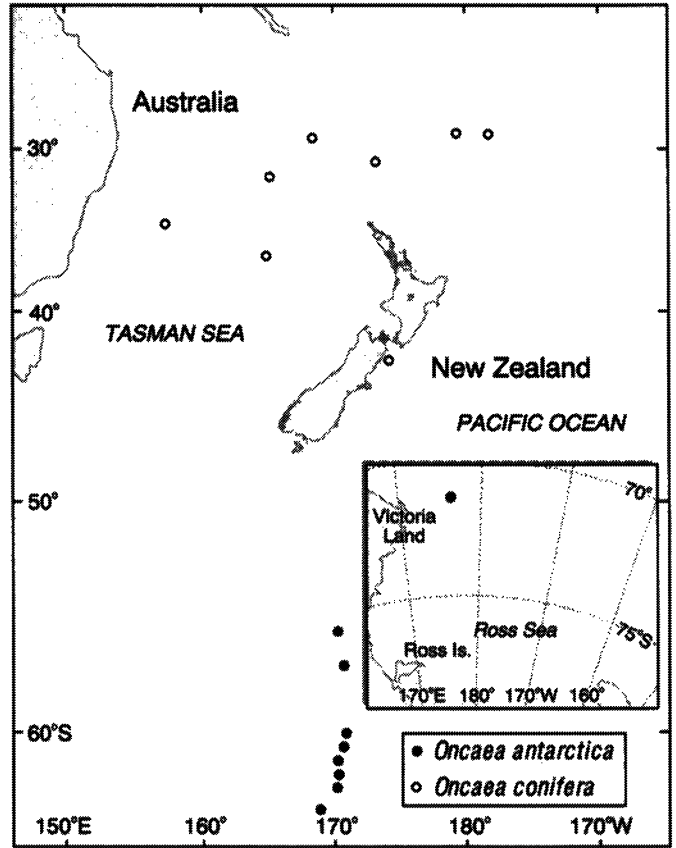 Australia
30°
40°
TASMAN SEA
New Zealand
PACIFIC OCEAN
50°
70°
Victoria
Land
Ross Sea
75°S
Ross Is.
170°E 180° 170°W 160°
60°S
Oncaea antarctica
Oncaea conifera
150°E 160° 170° 180° 170°W